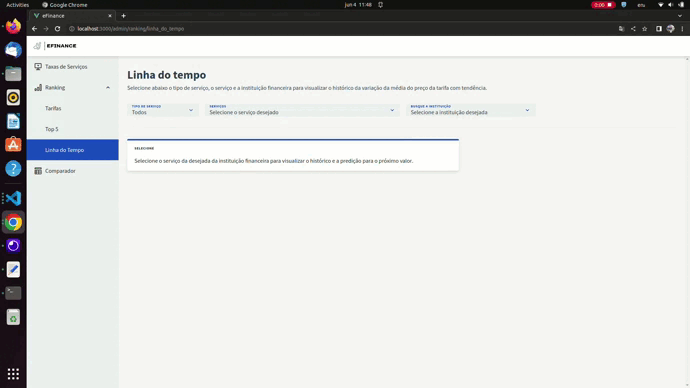 Activities
Google Chrome
Jun 4 11:48
0:06
en₁
eFinance
localhost:3000/admin/ranking/linha_do_tempo
EFINANCE
Taxas de Serviços
Ranking
Tarifas
Top 5
Linha do Tempo
Comparador
Linha do tempo
Selecione abaixo o tipo de serviço, o serviço e a instituição financeira para visualizar o histórico da variação da média do preço da tarifa com tendência.
TIPO DE SERVIÇO
Todos
SERVIÇOS
Selecione o serviço desejado
BUSQUE A INSTITUIÇÃO
Selecione a instituição desejada
SELECIONE
Selecione o serviço da desejada da instituição financeira para visualizar o histórico e a predição para o próximo valor.